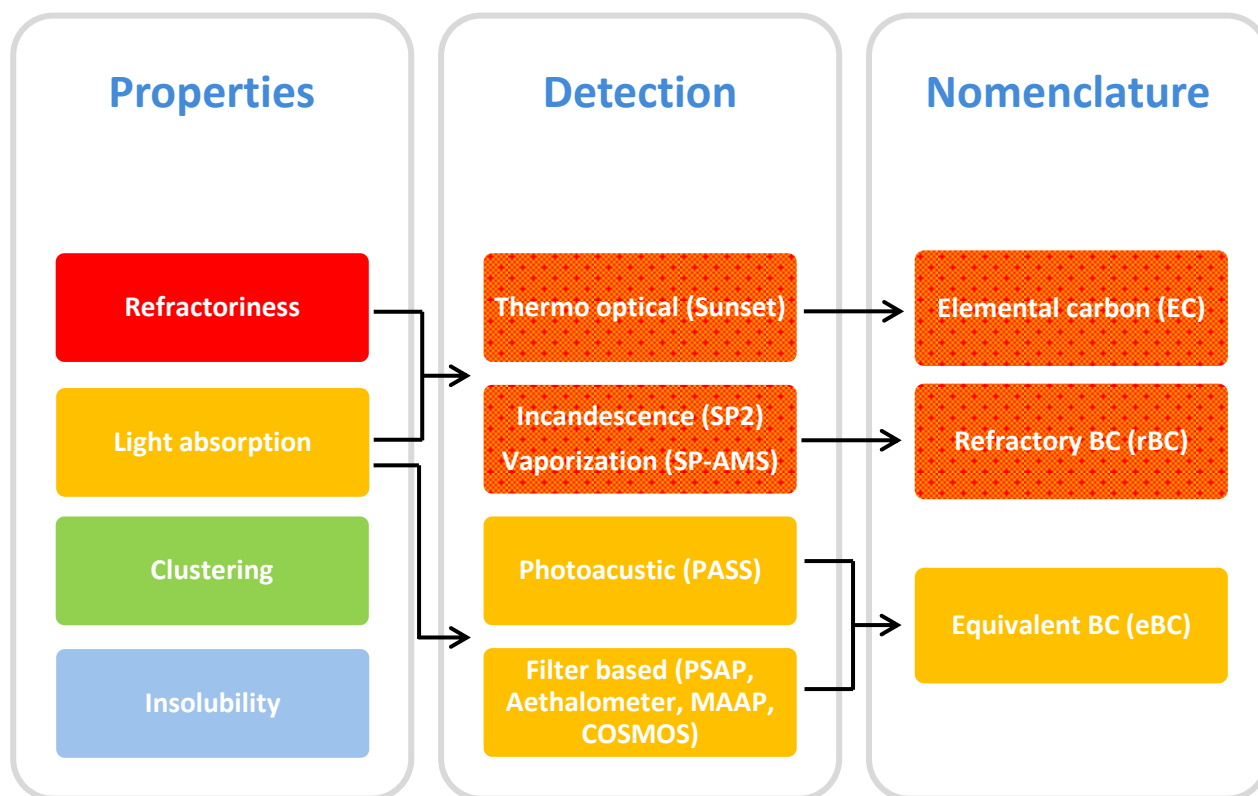 Properties
Refractoriness
Light absorption
Clustering
Insolubility
Detection
Thermo optical (Sunset)
Incandescence (SP2)
Vaporization (SP-AMS)
Photoacustic (PASS)
Filter based (PSAP,
Aethalometer, MAAP,
COSMOS)
Nomenclature
Elemental carbon (EC)
Refractory BC (rBC)
Equivalent BC (eBC)